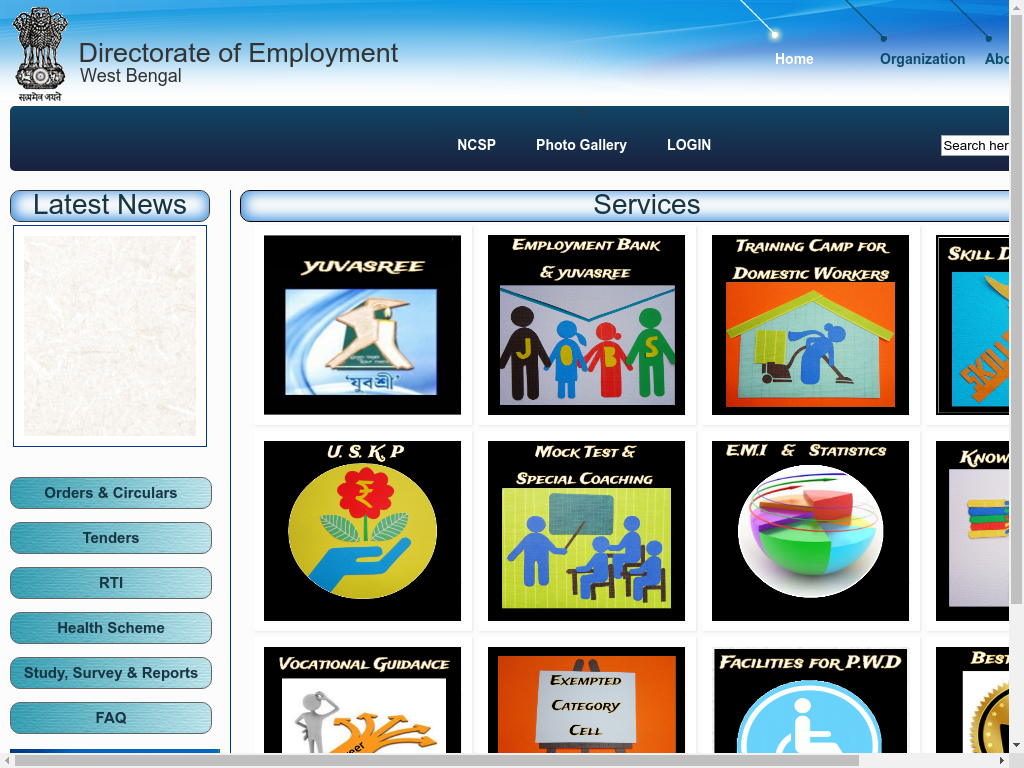 Directorate of Employment
West Bengal
सत्यमेव जयते
Home
Organization
Abo
NCSP
Photo Gallery
LOGIN
Search her
Latest News
Services
YUVASREE
'যুবশ্রী'
EMPLOYMENT BANK
& YUVASREE
JOBS
TRAINING CAMP FOR
DOMESTIC WORKERS
SKILL D
SKILL
U. S. K. P
₹
MOCK TEST &
SPECIAL COACHING
E.M.I & STATISTICS
KNOW
Orders & Circulars
Tenders
RTI
Health Scheme
Study, Survey & Reports
FAQ
VOCATIONAL GUIDANCE
EXEMPTED
CATEGORY
CELL
FACILITIES FOR P.W.D
BEST